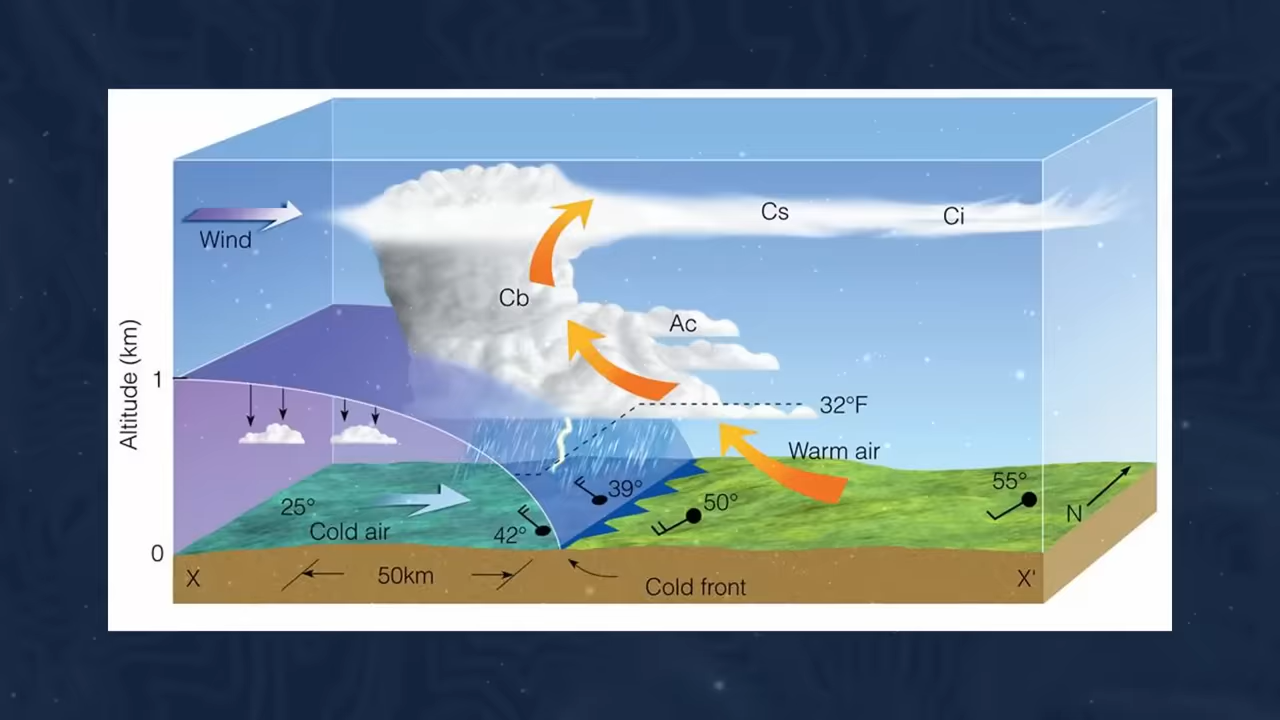 Wind
Cs
Ci
Cb
Ac
32°F
Warm air
Altitude (km)
1
0
25°
Cold air
39°
42°
50°
55°
N
X
50km
Cold front
X'